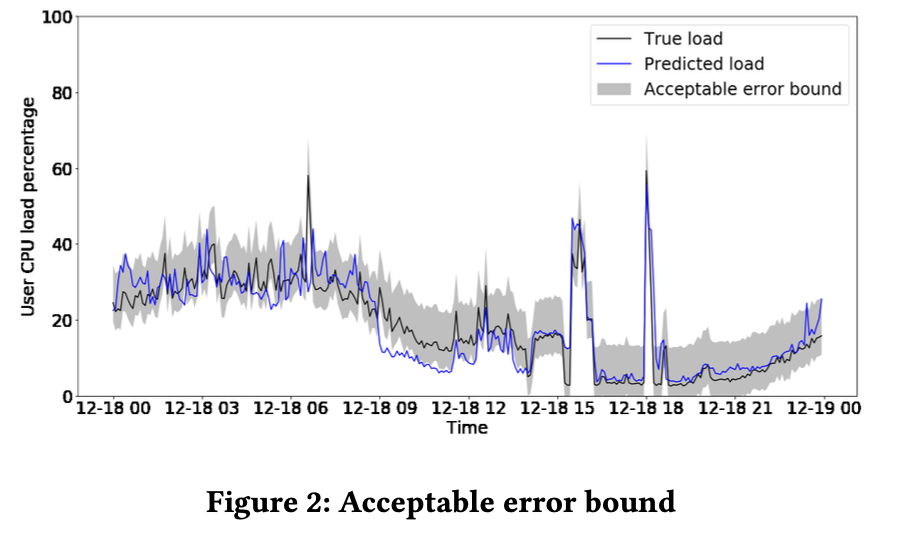 100
80
60
40
20
0
User CPU load percentage
True load
Predicted load
Acceptable error bound
12-18 00 12-18 03 12-18 06 12-18 09 12-18 12 12-18 15 12-18 18 12-18 21 12-19 00
Time
Figure 2: Acceptable error bound